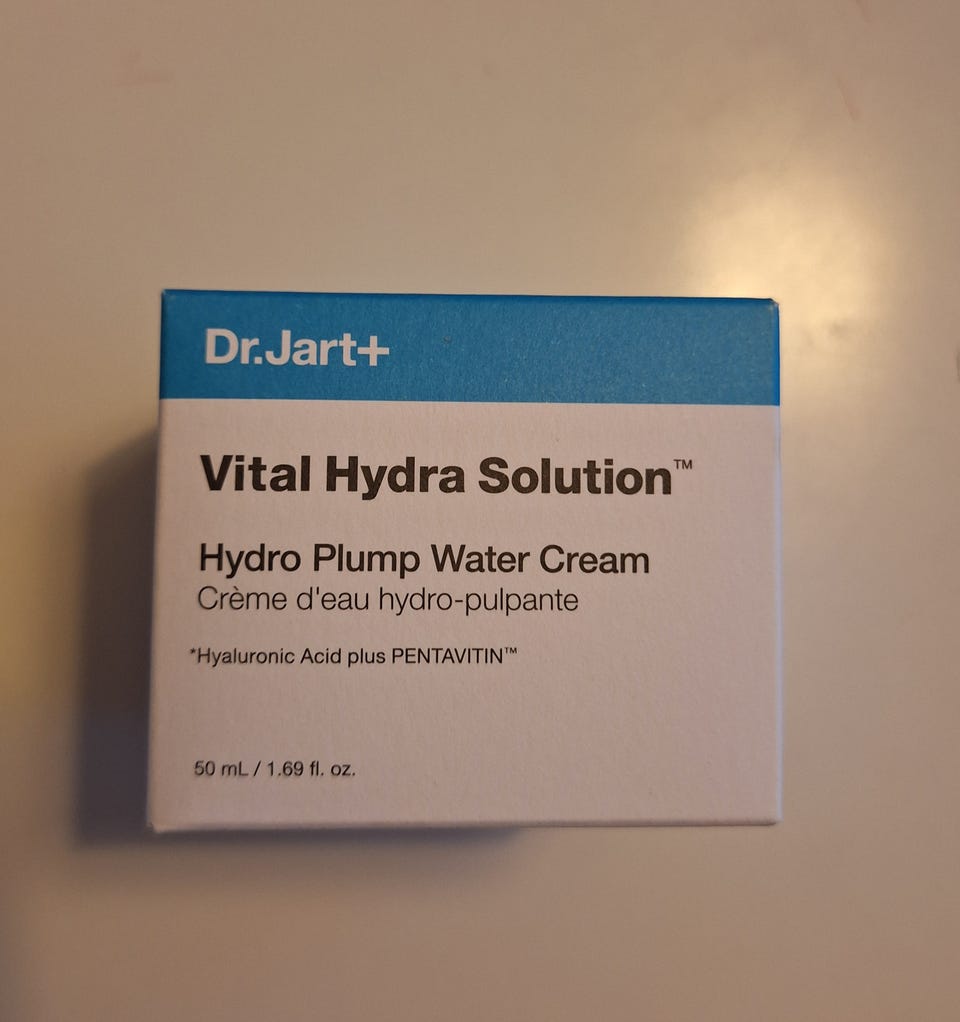 Dr.Jart+
Vital Hydra Solution™
Hydro Plump Water Cream
Crème d'eau hydro-pulpante
*Hyaluronic Acid plus PENTAVITIN™
50 mL / 1.69 fl. oz.